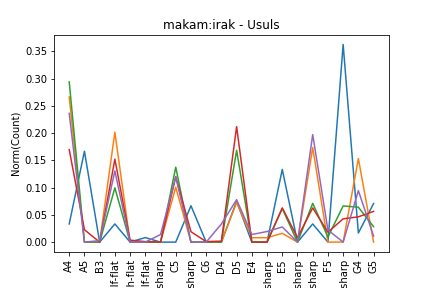 makam:irak - Usuls
Norm(Count)
0.35
0.30
0.25
0.20
0.15
0.10
0.05
0.00
A4
A5
B3
lf-flat
h-flat
lf-flat
sharp
C5
sharp
C6
D4
D5
E4
sharp
E5
sharp
sharp
F5
sharp
G4
G5